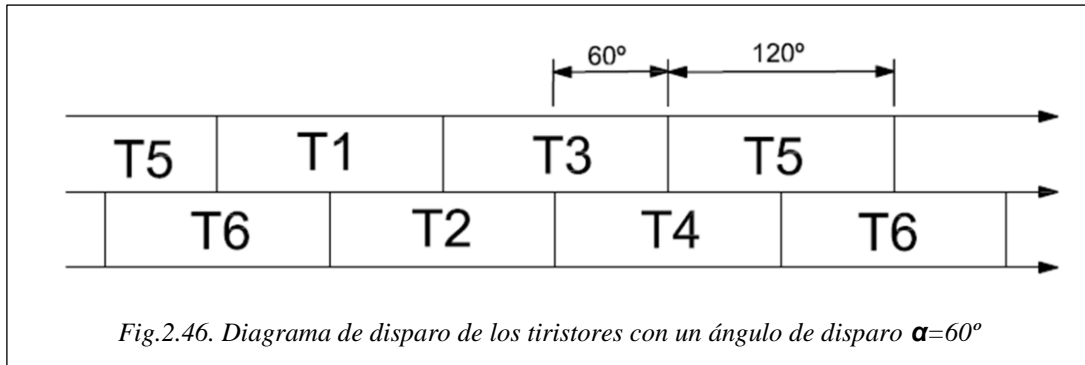 60º 120º
T5 T1 T3 T5
T6 T2 T4 T6
Fig.2.46. Diagrama de disparo de los tiristores con un ángulo de disparo α=60º